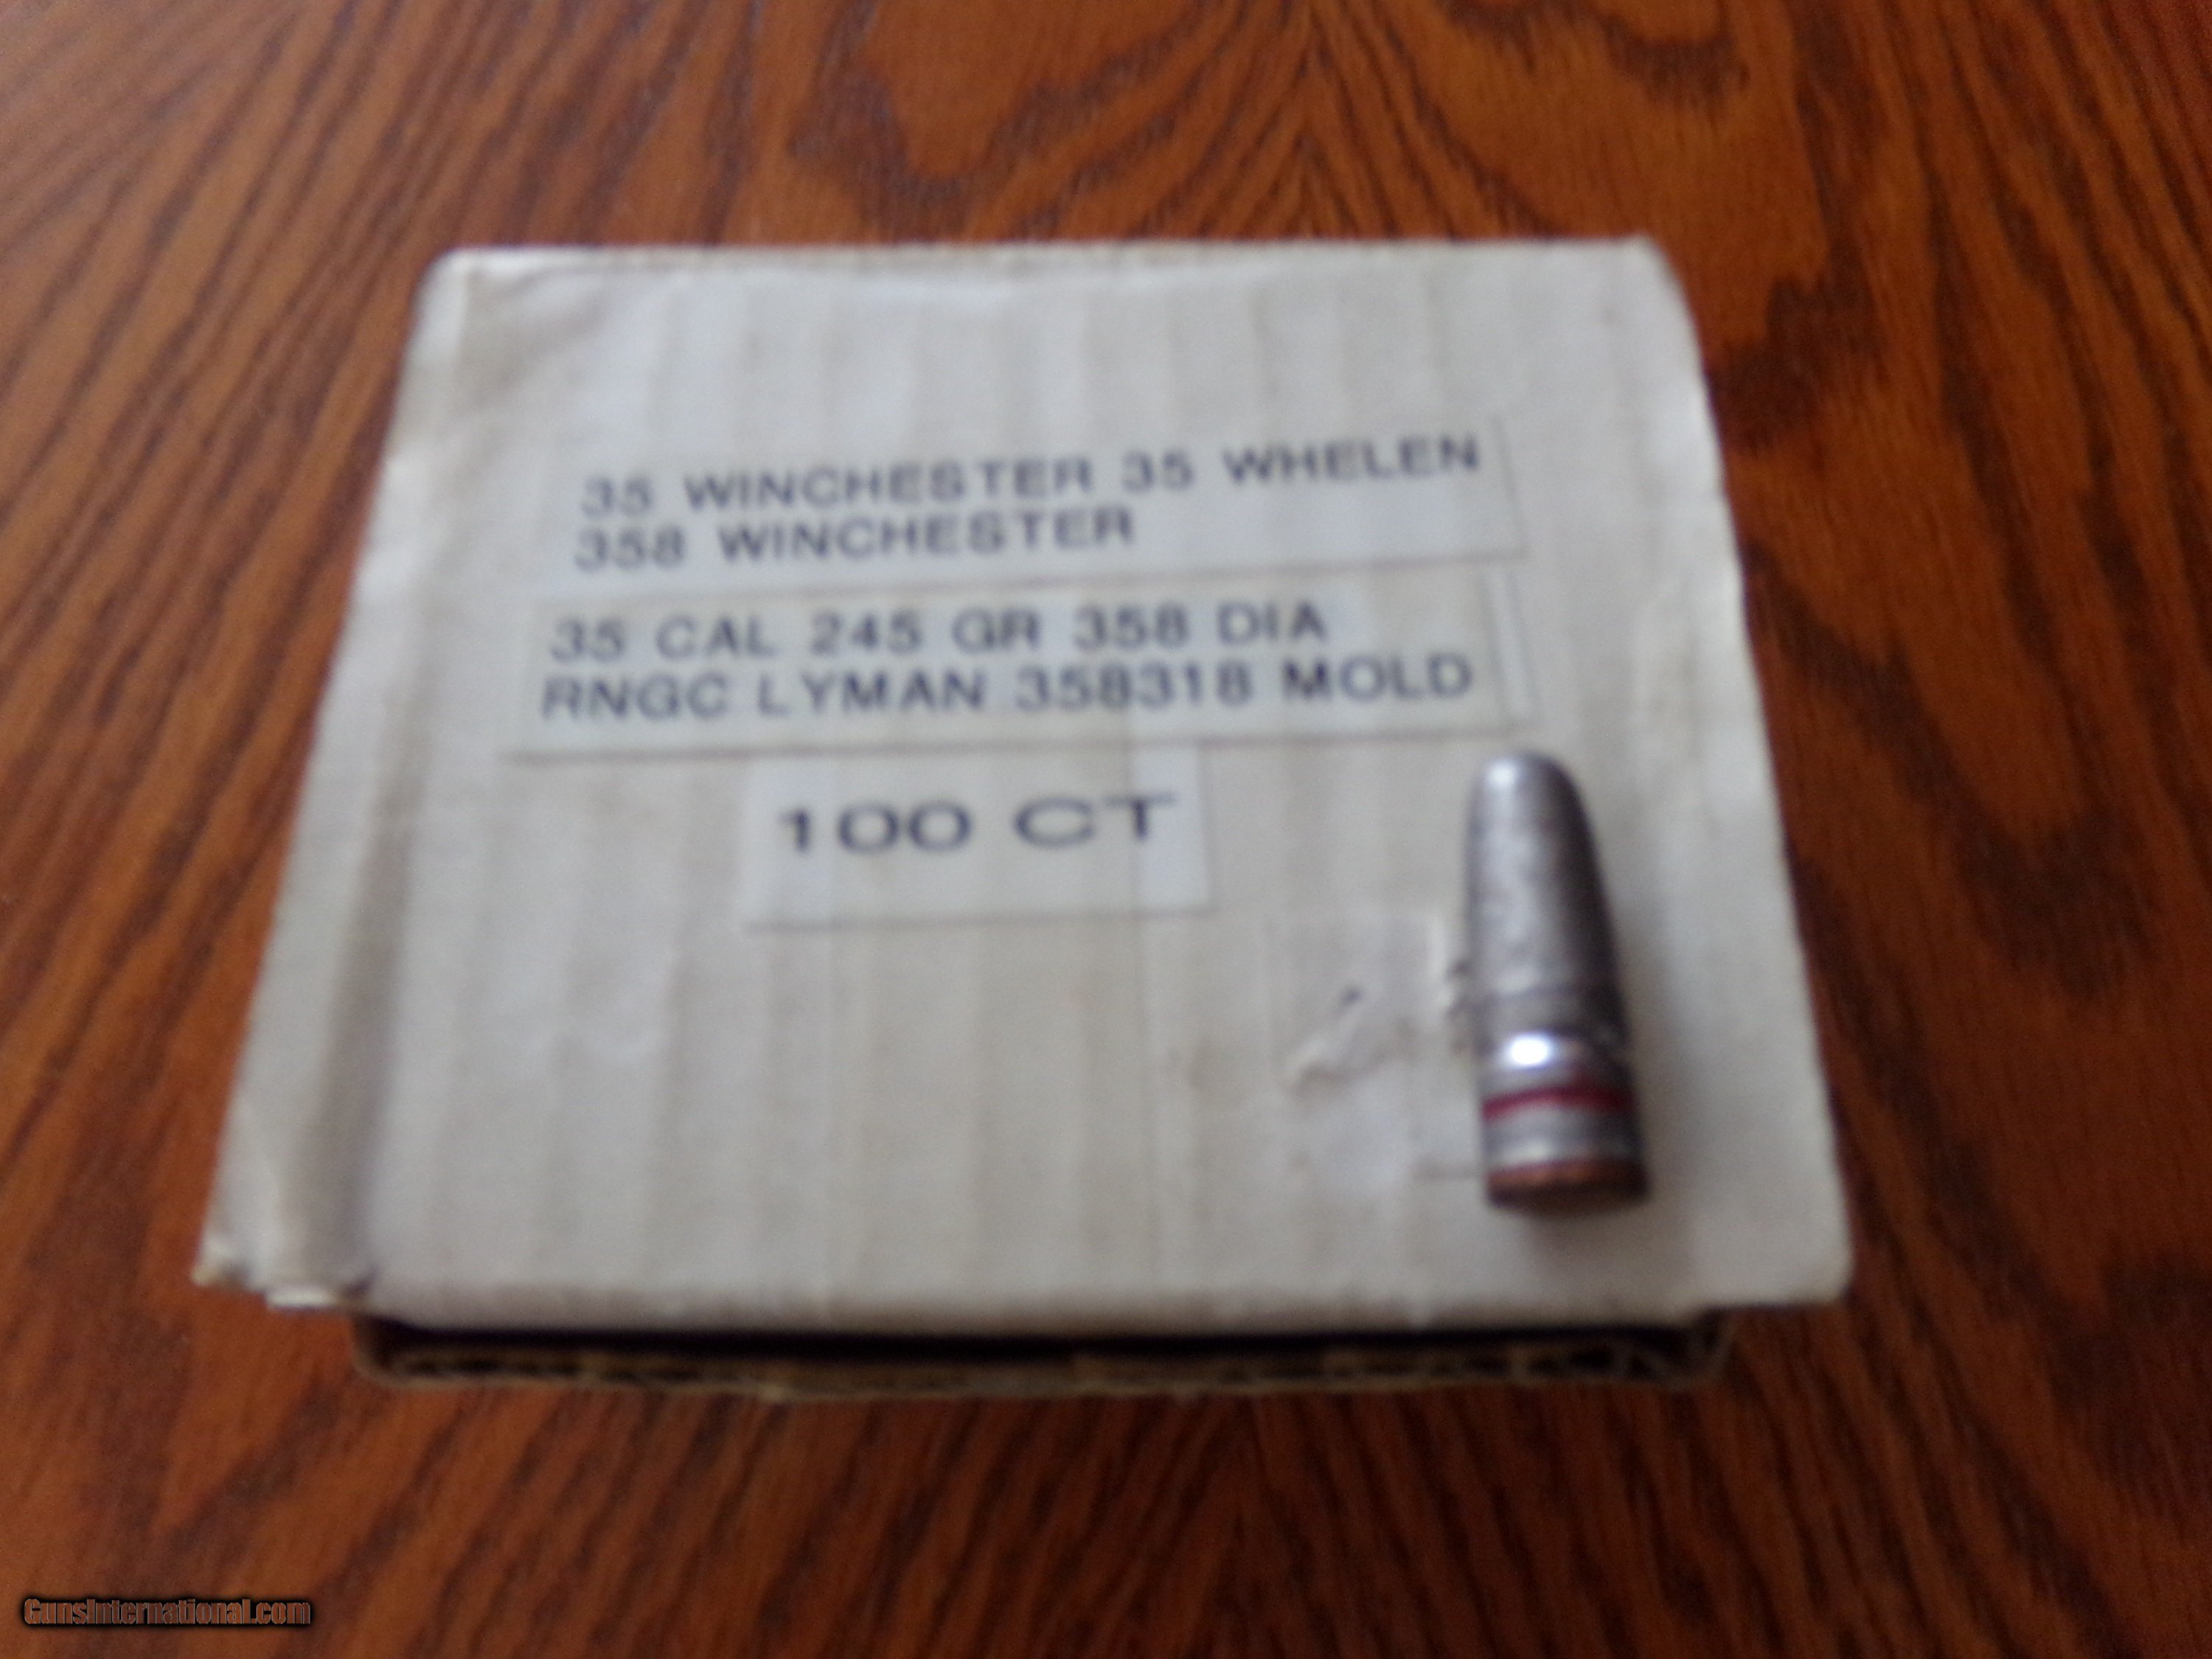 35 WINCHESTER 35 WHELEN
358 WINCHESTER
35 CAL 245 GR 358 DIA
RNGC LYMAN 358318 MOLD
100 CT
GunsInternational.com